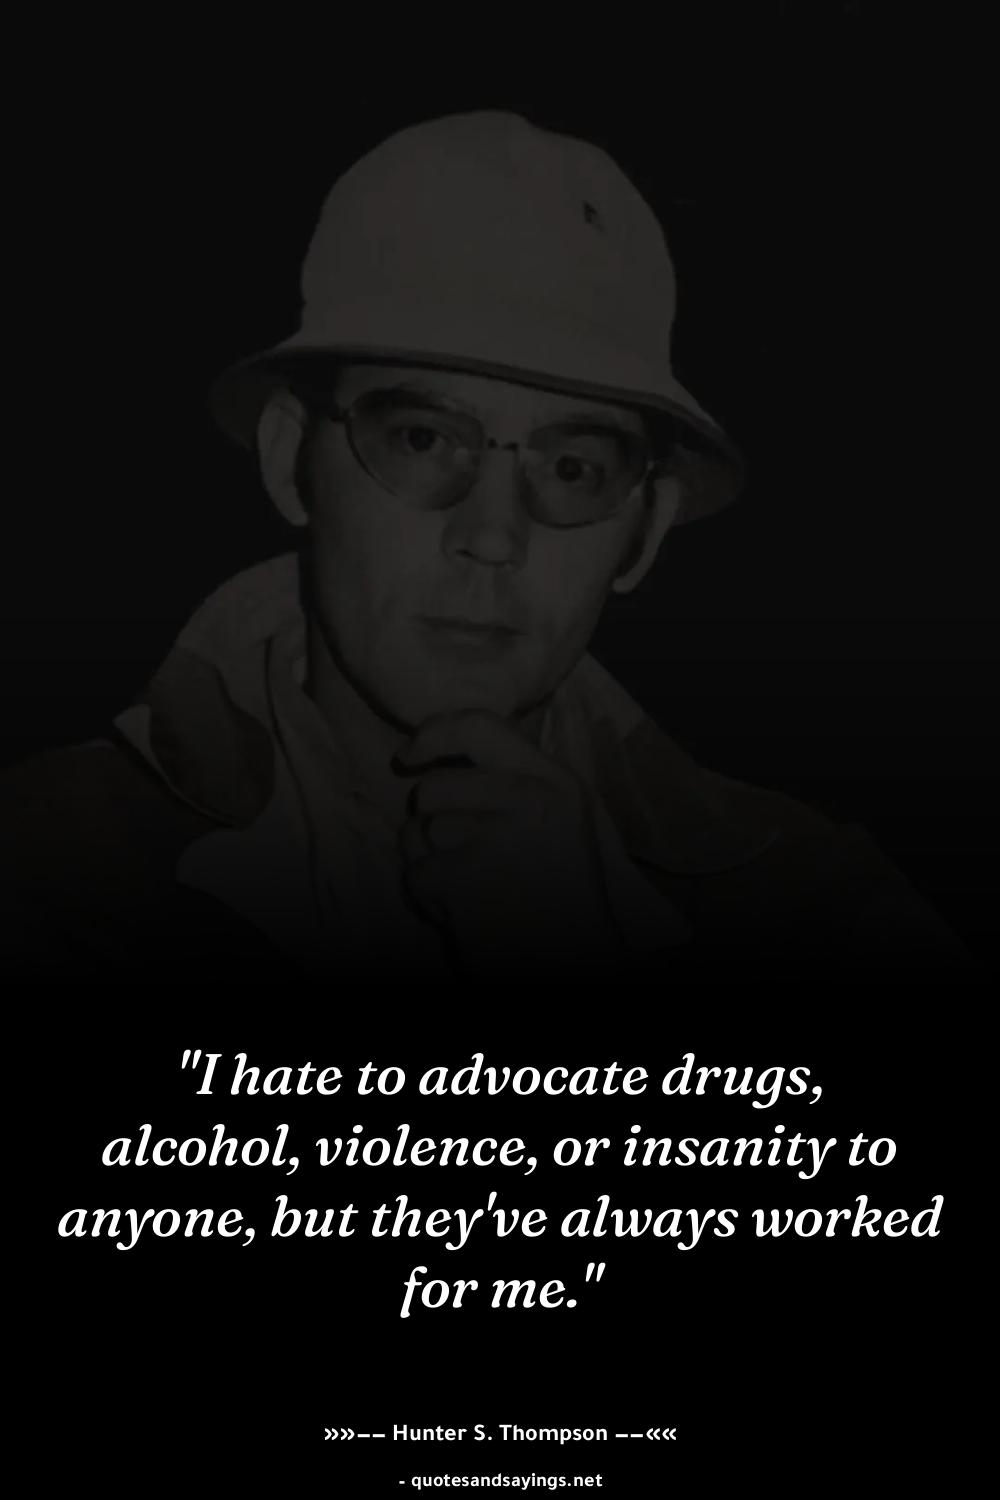 "I hate to advocate drugs,
alcohol, violence, or insanity to
anyone, but they've always worked
for me."
»»–– Hunter S. Thompson ––««
- quotesandsayings.net